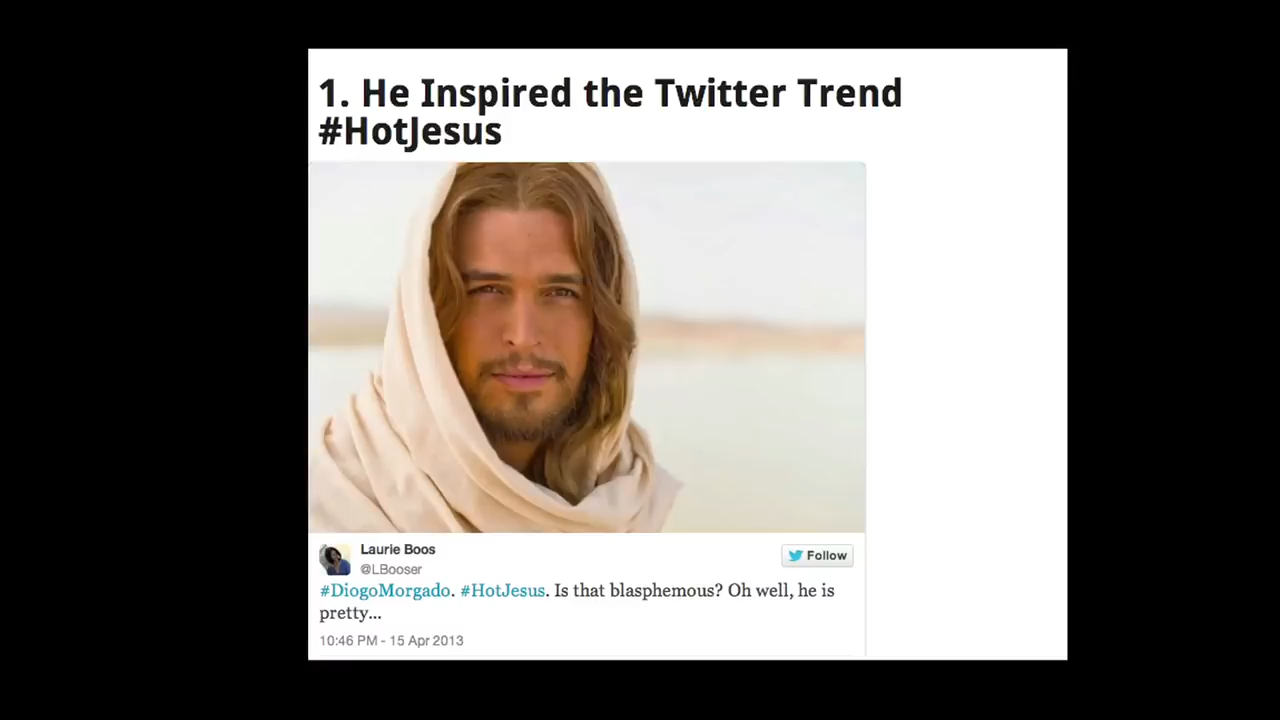 1. He Inspired the Twitter Trend
#HotJesus
Laurie Boos
@LBooser
Follow
#DiogoMorgado. #HotJesus. Is that blasphemous? Oh well, he is
pretty...
10:46 PM - 15 Apr 2013